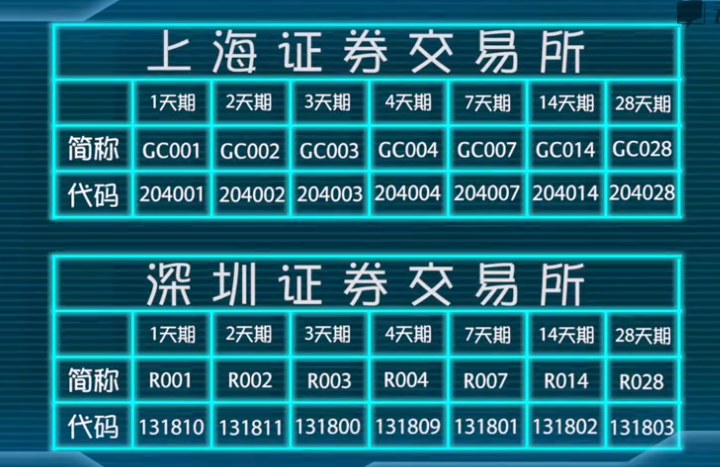 上海证券交易所
1天期 2天期 3天期 4天期 7天期 14天期 28天期
简称 GC001 GC002 GC003 GC004 GC007 GC014 GC028
代码 204001 204002 204003 204004 204007 204014 204028
深圳证券交易所
1天期 2天期 3天期 4天期 7天期 14天期 28天期
简称 R001 R002 R003 R004 R007 R014 R028
代码 131810 131811 131800 131809 131801 131802 131803